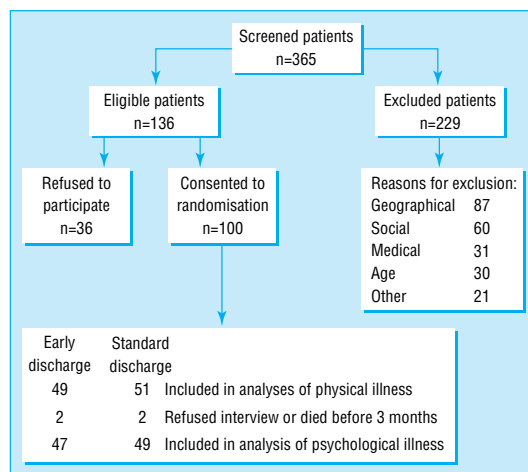 Screened patients
n=365
Eligible patients
n=136
Excluded patients
n=229
Refused to
participate
n=36
Consented to
randomisation
n=100
Reasons for exclusion:
Geographical 87
Social 60
Medical 31
Age 30
Other 21
Early discharge
Standard discharge
49 51 Included in analyses of physical illness
2 2 Refused interview or died before 3 months
47 49 Included in analysis of psychological illness